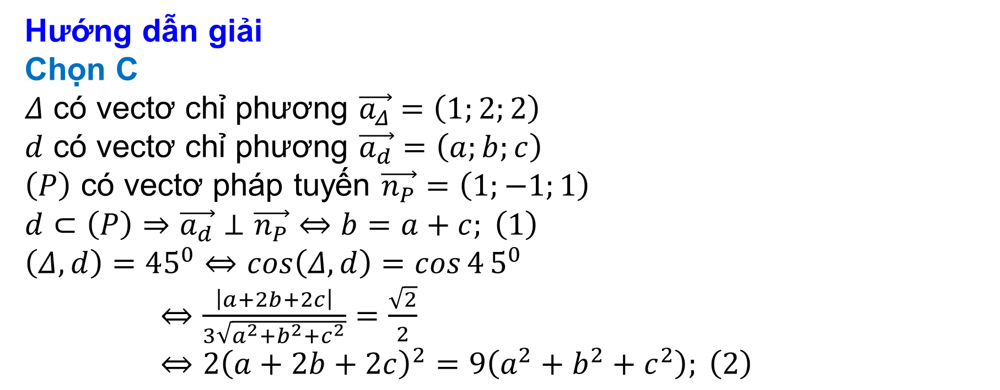 Hướng dẫn giải
Chọn C
𝛥 có vectơ chỉ phương $\overrightarrow{a_\Delta} = (1; 2; 2)$
𝑑 có vectơ chỉ phương $\overrightarrow{a_d} = (a; b; c)$
(𝑃) có vectơ pháp tuyến $\overrightarrow{n_P} = (1; -1; 1)$
$d \subset (P) \Rightarrow \overrightarrow{a_d} \perp \overrightarrow{n_P} \Leftrightarrow b = a + c;\ (1)$
$(\Delta, d) = 45^0 \Leftrightarrow cos(\Delta, d) = cos\,4\,5^0$
$\Leftrightarrow \frac{|a+2b+2c|}{3\sqrt{a^2+b^2+c^2}} = \frac{\sqrt{2}}{2}$
$\Leftrightarrow 2(a + 2b + 2c)^2 = 9(a^2 + b^2 + c^2);\ (2)$